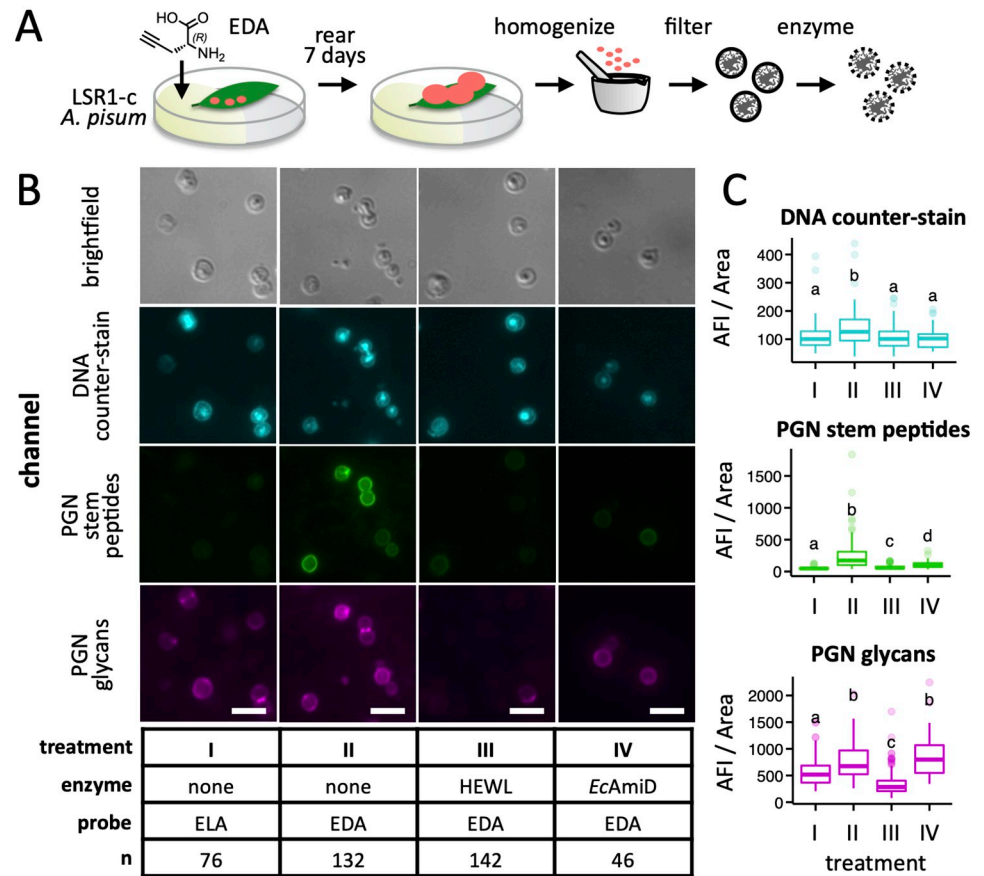 A
HO
O
(R)
NH2
EDA
LSR1-c
A. pisum
rear
7 days
homogenize
filter
enzyme
B
channel
brightfield
DNA
counter-stain
PGN
stem
peptides
PGN
glycans
treatment I II III IV
enzyme none none HEWL EcAmiD
probe ELA EDA EDA EDA
n 76 132 142 46
C
DNA counter-stain
AFI / Area
400
300
200
100
a b a a
I II III IV
PGN stem peptides
AFI / Area
1500
1000
500
0
a b c d
I II III IV
PGN glycans
AFI / Area
2000
1500
1000
500
0
a b c b
I II III IV
treatment